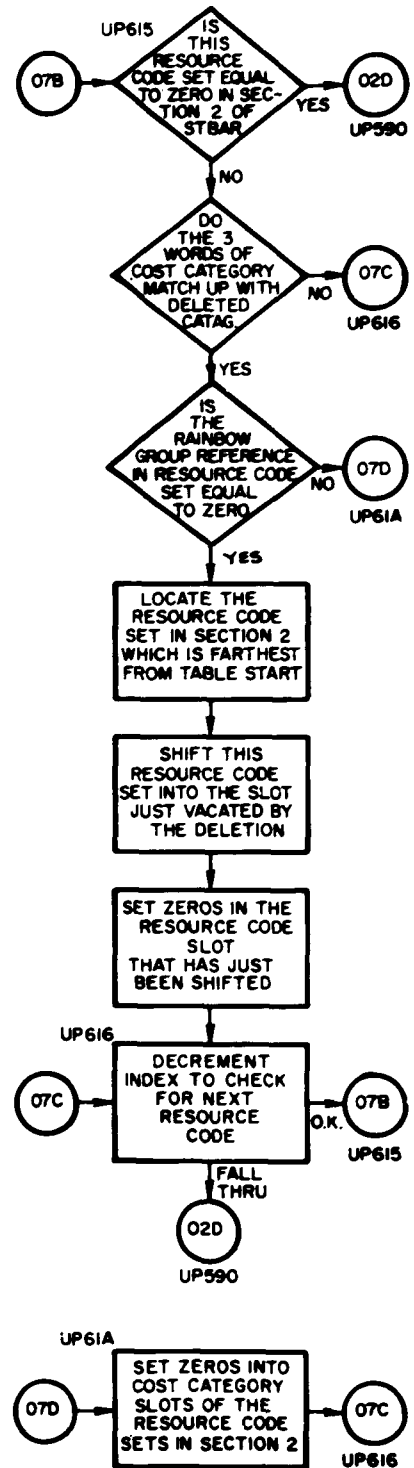 UP615
07B
IS
THIS
RESOURCE
CODE SET EQUAL
TO ZERO IN SEC-
TION 2 OF
STBAR
YES
02D
UP590
NO
DO
THE 3
WORDS OF
COST CATEGORY
MATCH UP WITH
DELETED
CATAG.
NO
07C
UP616
YES
IS
THE
RAINBOW
GROUP REFERENCE
IN RESOURCE CODE
SET EQUAL
TO ZERO
NO
07D
UP61A
YES
LOCATE THE
RESOURCE CODE
SET IN SECTION 2
WHICH IS FARTHEST
FROM TABLE START
SHIFT THIS
RESOURCE CODE
SET INTO THE SLOT
JUST VACATED BY
THE DELETION
SET ZEROS IN THE
RESOURCE CODE
SLOT
THAT HAS JUST
BEEN SHIFTED
UP616
07C
DECREMENT
INDEX TO CHECK
FOR NEXT
RESOURCE
CODE
O.K.
07B
UP615
FALL
THRU
02D
UP590
UP61A
07D
SET ZEROS INTO
COST CATEGORY
SLOTS OF THE
RESOURCE CODE
SETS IN SECTION 2
07C
UP616